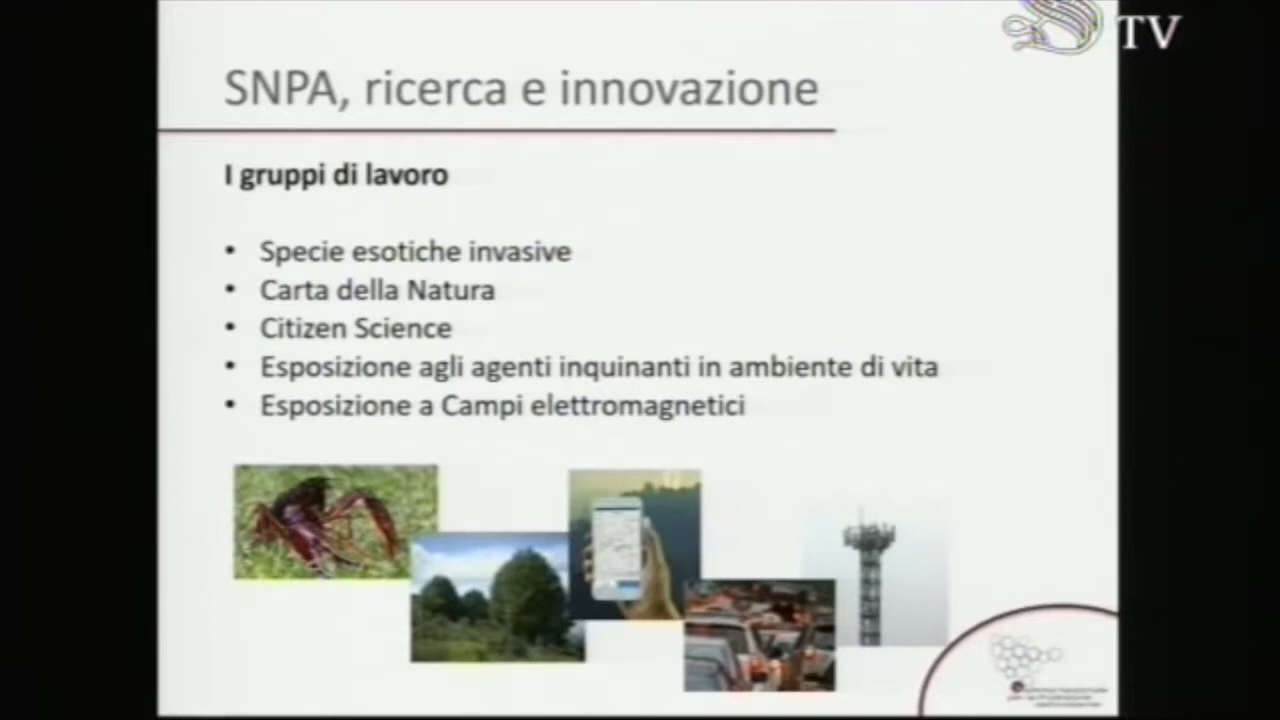 TV
SNPA, ricerca e innovazione
I gruppi di lavoro
• Specie esotiche invasive
• Carta della Natura
• Citizen Science
• Esposizione agli agenti inquinanti in ambiente di vita
• Esposizione a Campi elettromagnetici